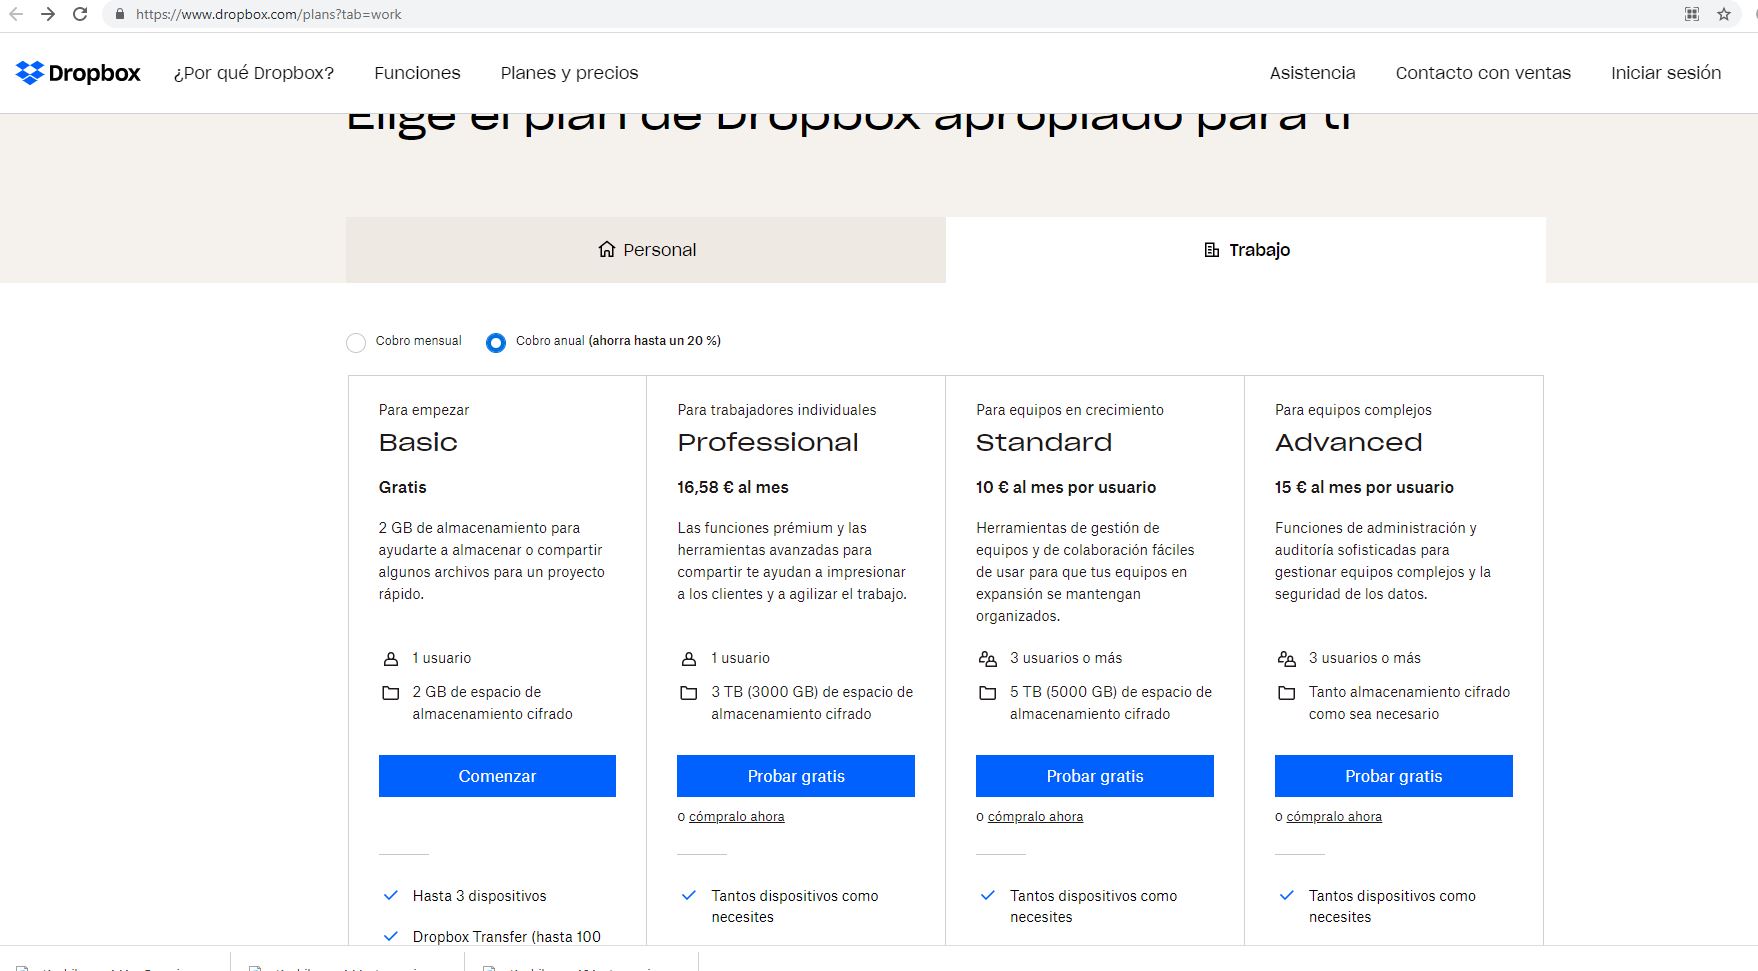 https://www.dropbox.com/plans?tab=work
Dropbox ¿Por qué Dropbox? Funciones Planes y precios Asistencia Contacto con ventas Iniciar sesión
Elige el plan de Dropbox apropiado para ti
Personal Trabajo
Cobro mensual Cobro anual (ahorra hasta un 20 %)
Para empezar
Basic
Gratis
2 GB de almacenamiento para
ayudarte a almacenar o compartir
algunos archivos para un proyecto
rápido.
1 usuario
2 GB de espacio de
almacenamiento cifrado
Comenzar
Hasta 3 dispositivos
Dropbox Transfer (hasta 100
Para trabajadores individuales
Professional
16,58 € al mes
Las funciones prémium y las
herramientas avanzadas para
compartir te ayudan a impresionar
a los clientes y a agilizar el trabajo.
1 usuario
3 TB (3000 GB) de espacio de
almacenamiento cifrado
Probar gratis
o cómpralo ahora
Tantos dispositivos como
necesites
Para equipos en crecimiento
Standard
10 € al mes por usuario
Herramientas de gestión de
equipos y de colaboración fáciles
de usar para que tus equipos en
expansión se mantengan
organizados.
3 usuarios o más
5 TB (5000 GB) de espacio de
almacenamiento cifrado
Probar gratis
o cómpralo ahora
Tantos dispositivos como
necesites
Para equipos complejos
Advanced
15 € al mes por usuario
Funciones de administración y
auditoría sofisticadas para
gestionar equipos complejos y la
seguridad de los datos.
3 usuarios o más
Tanto almacenamiento cifrado
como sea necesario
Probar gratis
o cómpralo ahora
Tantos dispositivos como
necesites